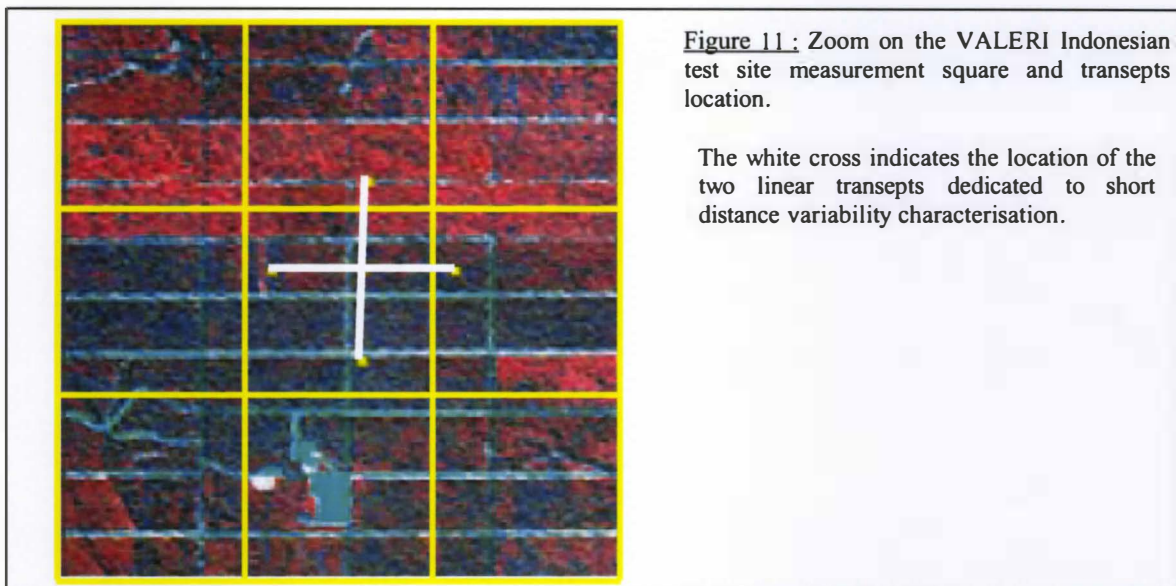 Figure 11 : Zoom on the VALERI Indonesian
test site measurement square and transepts
location.
The white cross indicates the location of the
two linear transepts dedicated to short
distance variability characterisation.